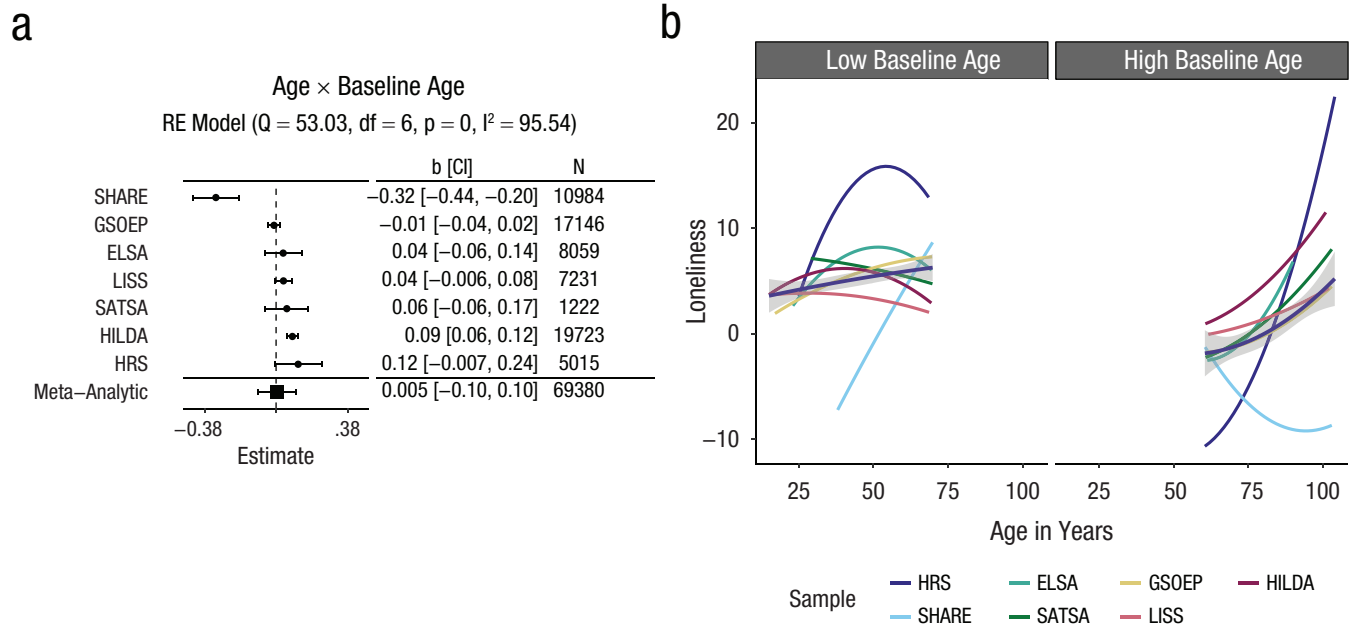 a
Age × Baseline Age
RE Model (Q = 53.03, df = 6, p = 0, I² = 95.54)
b [CI] N
SHARE −0.32 [−0.44, −0.20] 10984
GSOEP −0.01 [−0.04, 0.02] 17146
ELSA 0.04 [−0.06, 0.14] 8059
LISS 0.04 [−0.006, 0.08] 7231
SATSA 0.06 [−0.06, 0.17] 1222
HILDA 0.09 [0.06, 0.12] 19723
HRS 0.12 [−0.007, 0.24] 5015
Meta−Analytic 0.005 [−0.10, 0.10] 69380
−0.38 .38
Estimate
b
Low Baseline Age High Baseline Age
20
10
0
−10
Loneliness
25 50 75 100 25 50 75 100
Age in Years
Sample
HRS ELSA GSOEP HILDA
SHARE SATSA LISS